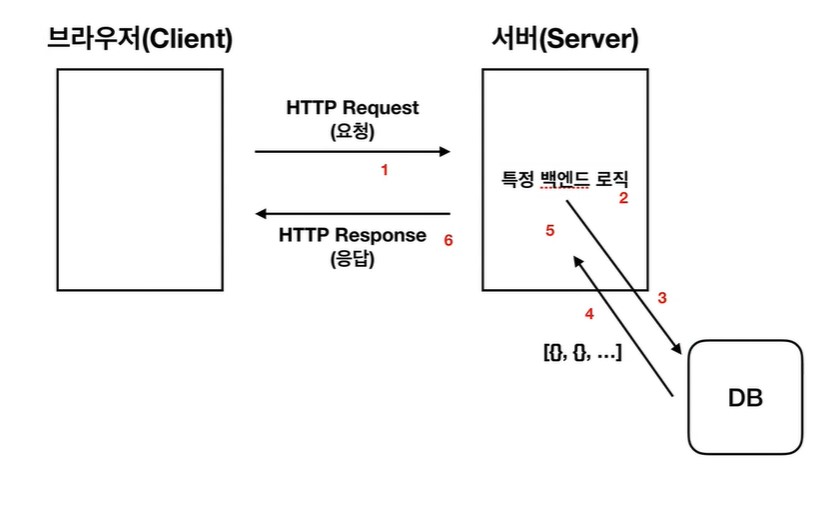 브라우저(Client)
서버(Server)
HTTP Request
(요청)
1
특정 백엔드 로직
2
HTTP Response
(응답)
6
5
3
4
[{}, {}, ...]
DB